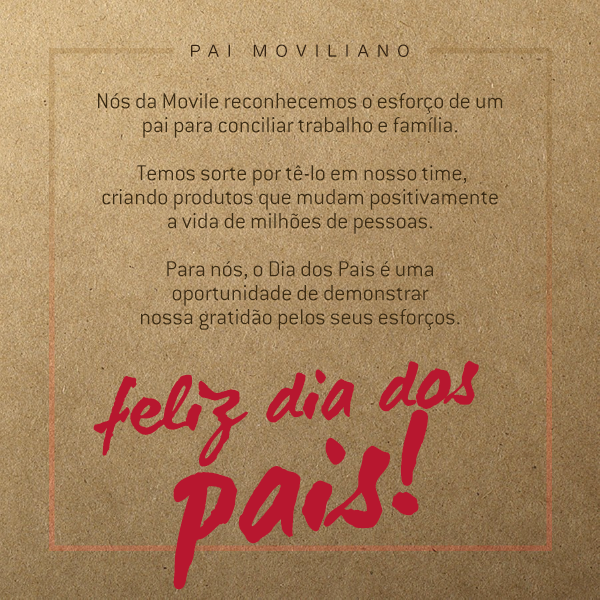 PAI MOVILIANO
Nós da Movile reconhecemos o esforço de um
pai para conciliar trabalho e família.
Temos sorte por tê-lo em nosso time,
criando produtos que mudam positivamente
a vida de milhões de pessoas.
Para nós, o Dia dos Pais é uma
oportunidade de demonstrar
nossa gratidão pelos seus esforços.
feliz dia dos
pais!